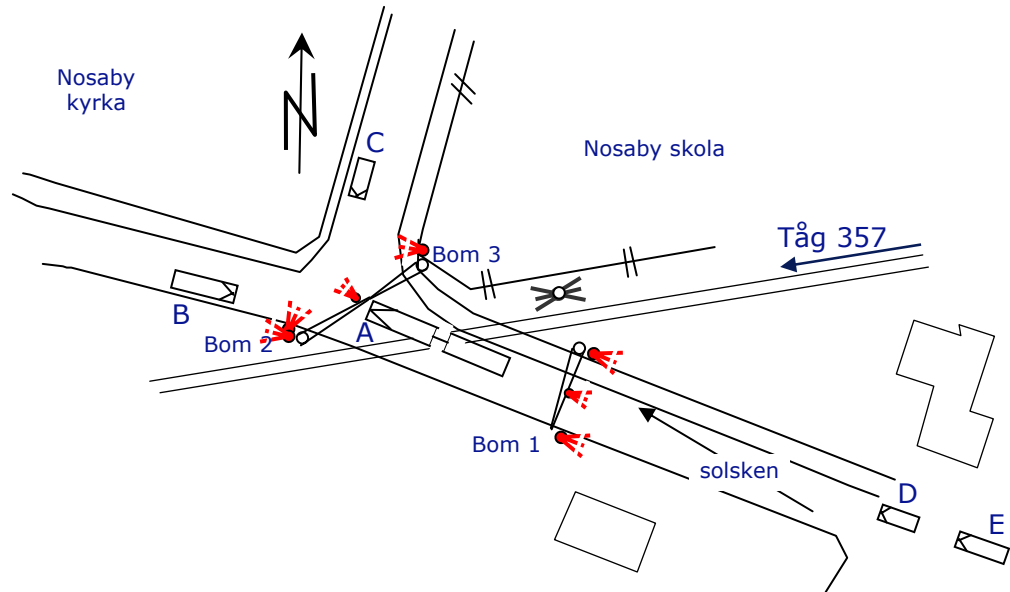 Nosaby
kyrka
N
C
Nosaby skola
Tåg 357
Bom 3
B
A
Bom 2
Bom 1
solsken
D
E